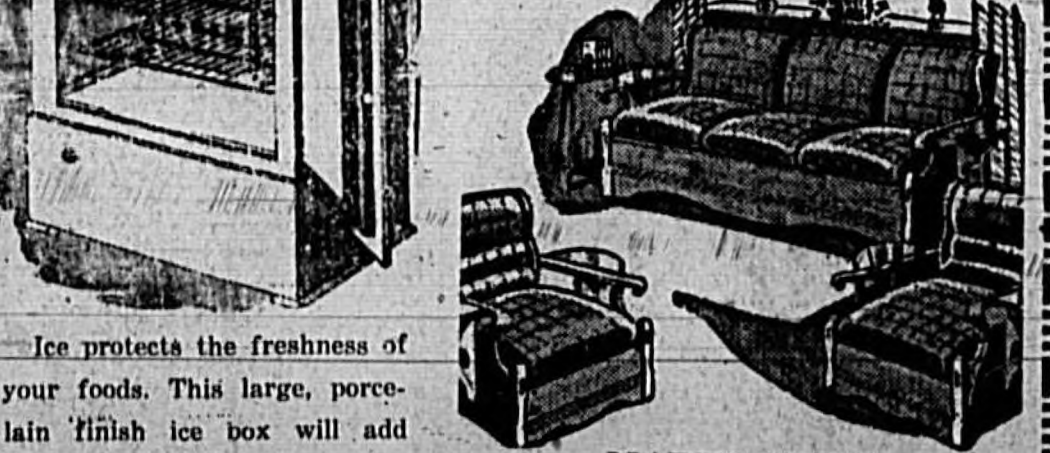 Ice protects the freshness of
your foods. This large, porce-
lain finish ice box will add